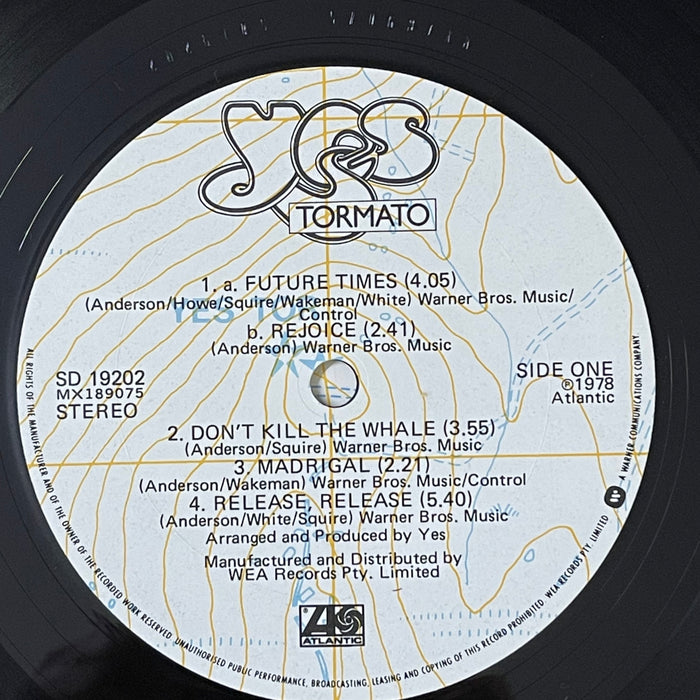 YES
TORMATO
1. a. FUTURE TIMES (4.05)
(Anderson/Howe/Squire/Wakeman/White) Warner Bros. Music/
Control
YES TOR
b. REJOICE (2.41)
(Anderson) Warner Bros. Music
SD 19202
MX189075
STEREO
SIDE ONE
Ⓟ1978
Atlantic
2. DON'T KILL THE WHALE (3.55)
(Anderson/Squire) Warner Bros. Music
3. MADRIGAL (2.21)
(Anderson/Wakeman) Warner Bros. Music/Control
4. RELEASE, RELEASE (5.40)
(Anderson/White/Squire) Warner Bros. Music
Arranged and Produced by Yes
Manufactured and Distributed by
WEA Records Pty. Limited
ATLANTIC
ALL RIGHTS OF THE MANUFACTURER AND OF THE OWNER OF THE RECORDED WORK RESERVED. UNAUTHORISED PUBLIC PERFORMANCE, BROADCASTING, LEASING AND COPYING OF THIS RECORD PROHIBITED. WEA RECORDS PTY. LIMITED
A WARNER COMMUNICATIONS COMPANY